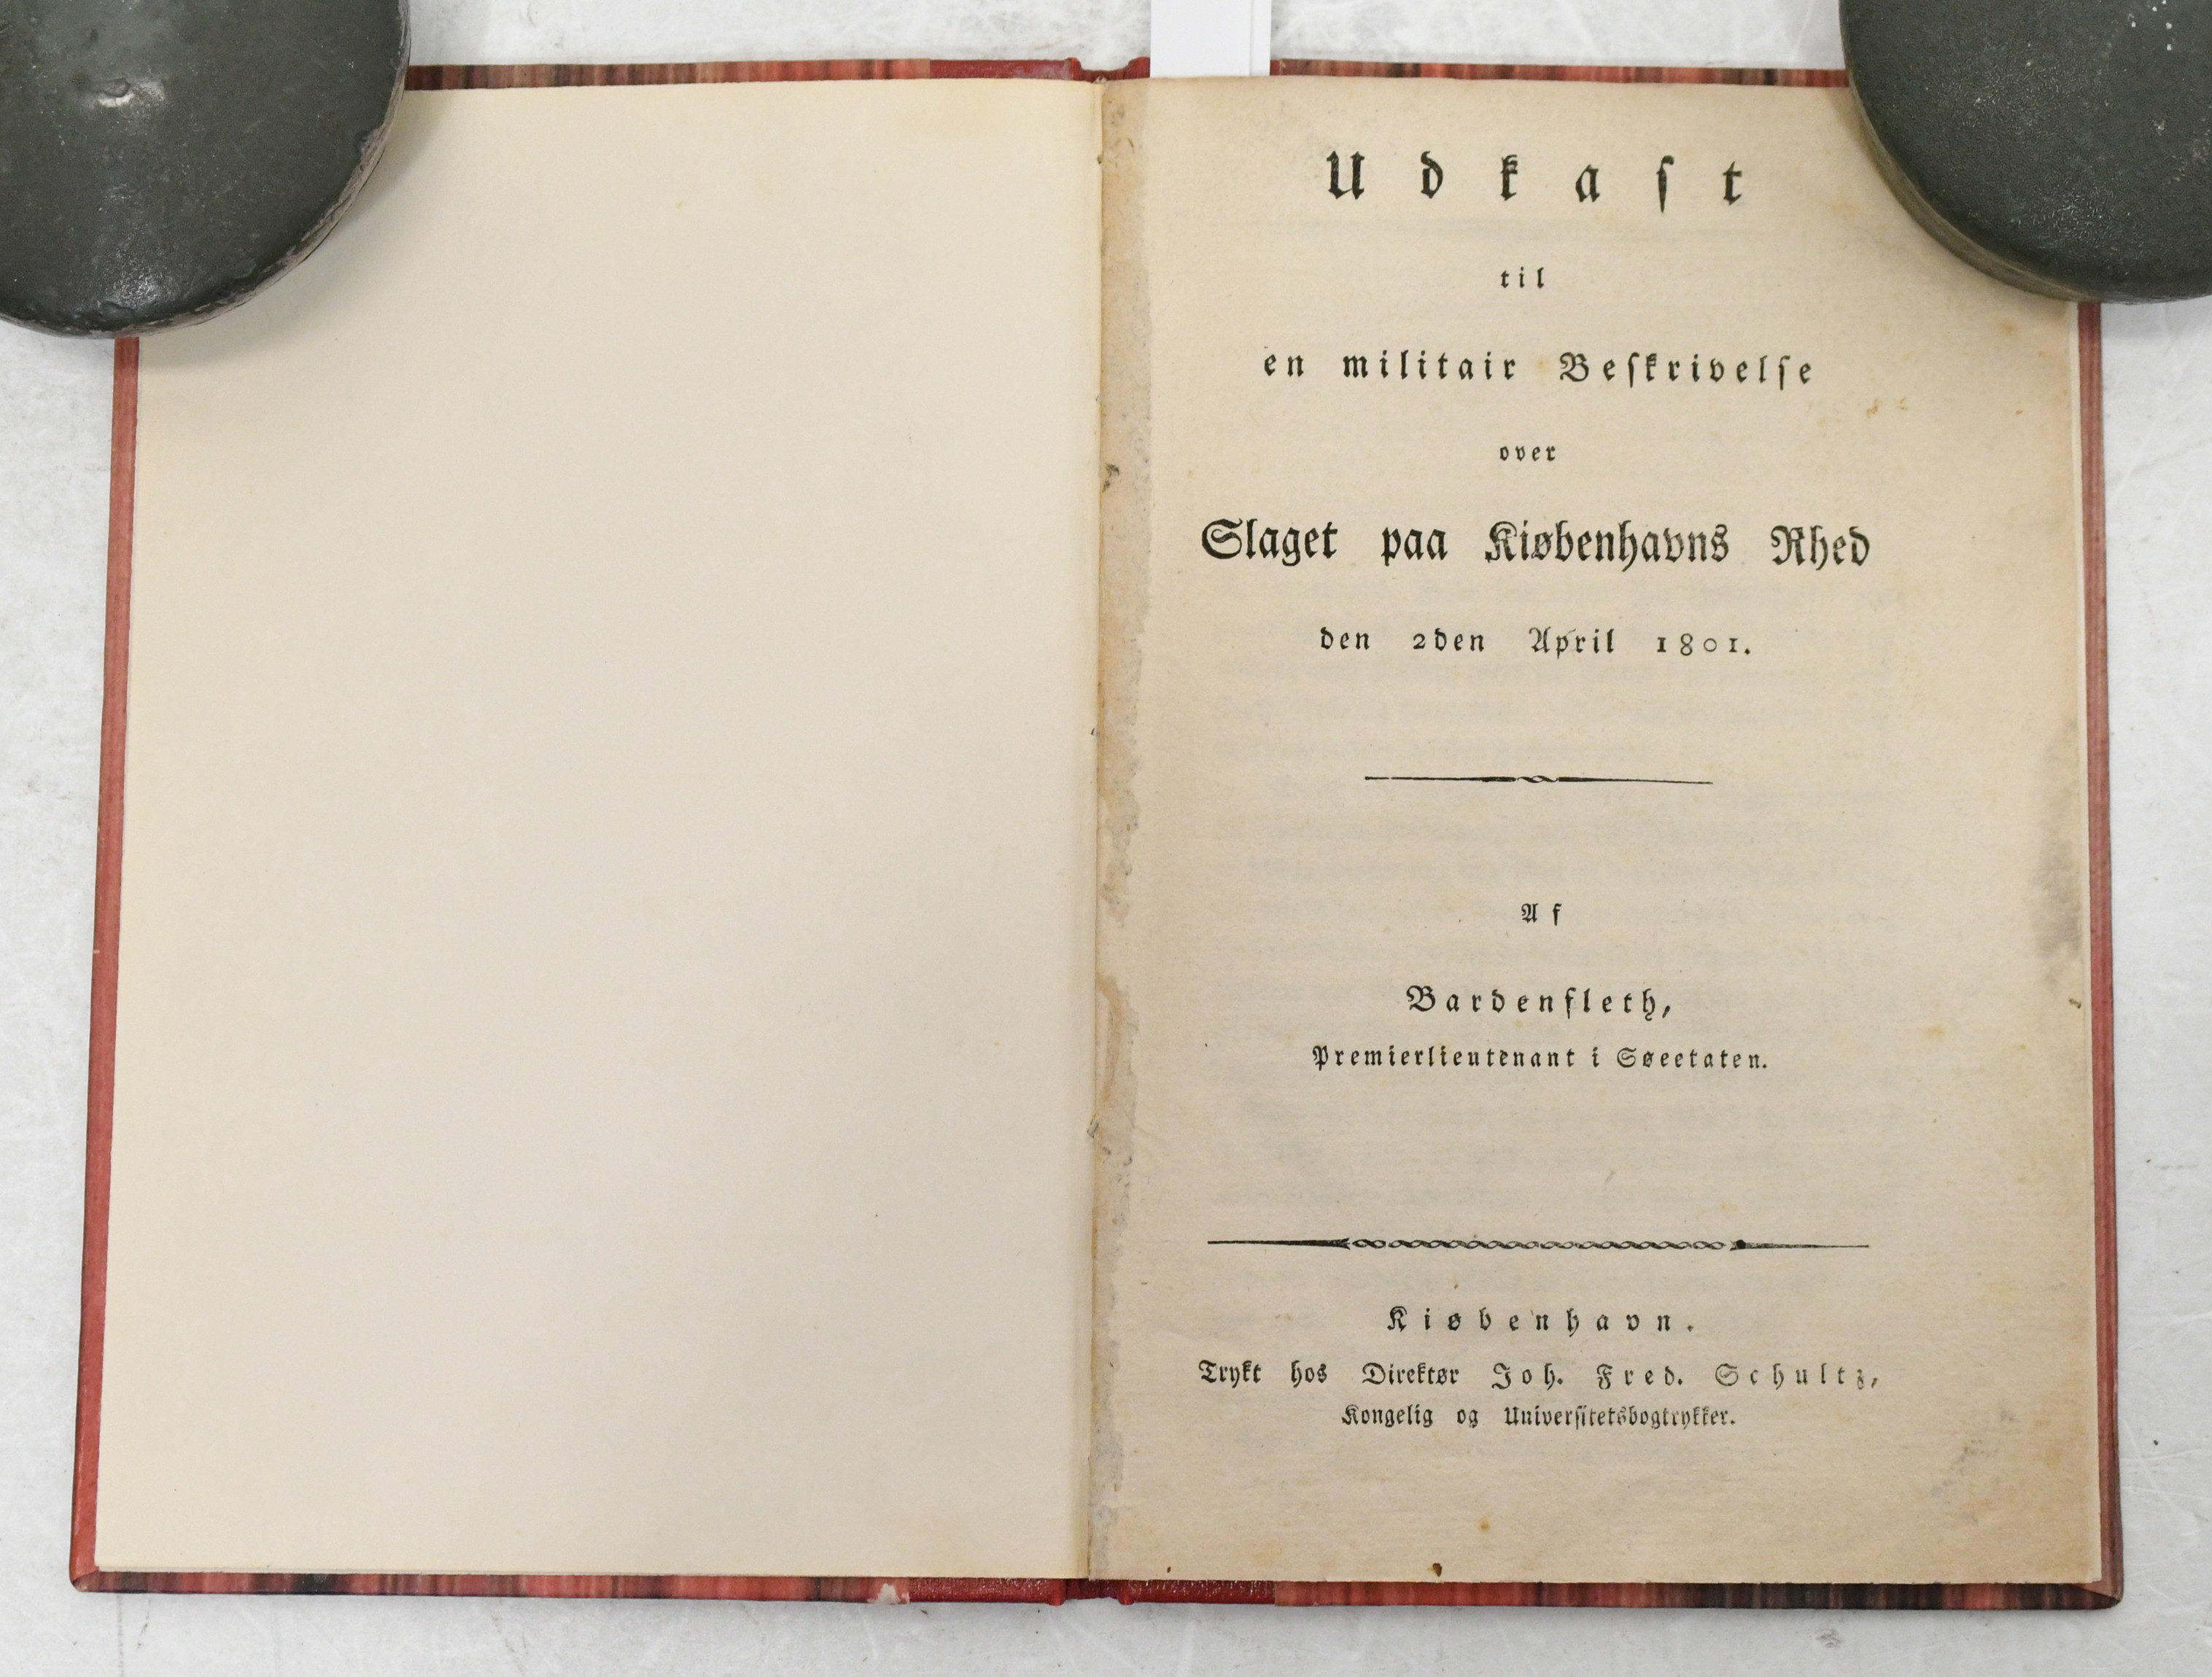 Udkaſt
til
en militair Beſkrivelſe
over
Slaget paa Kiøbenhavns Rhed
den 2den April 1801.
Af
Bardenfleth,
Premierlieutenant i Søeetaten.
Kiøbenhavn.
Trykt hos Direktør Joh. Fred. Schultz,
Kongelig og Univerſitetsbogtrykker.